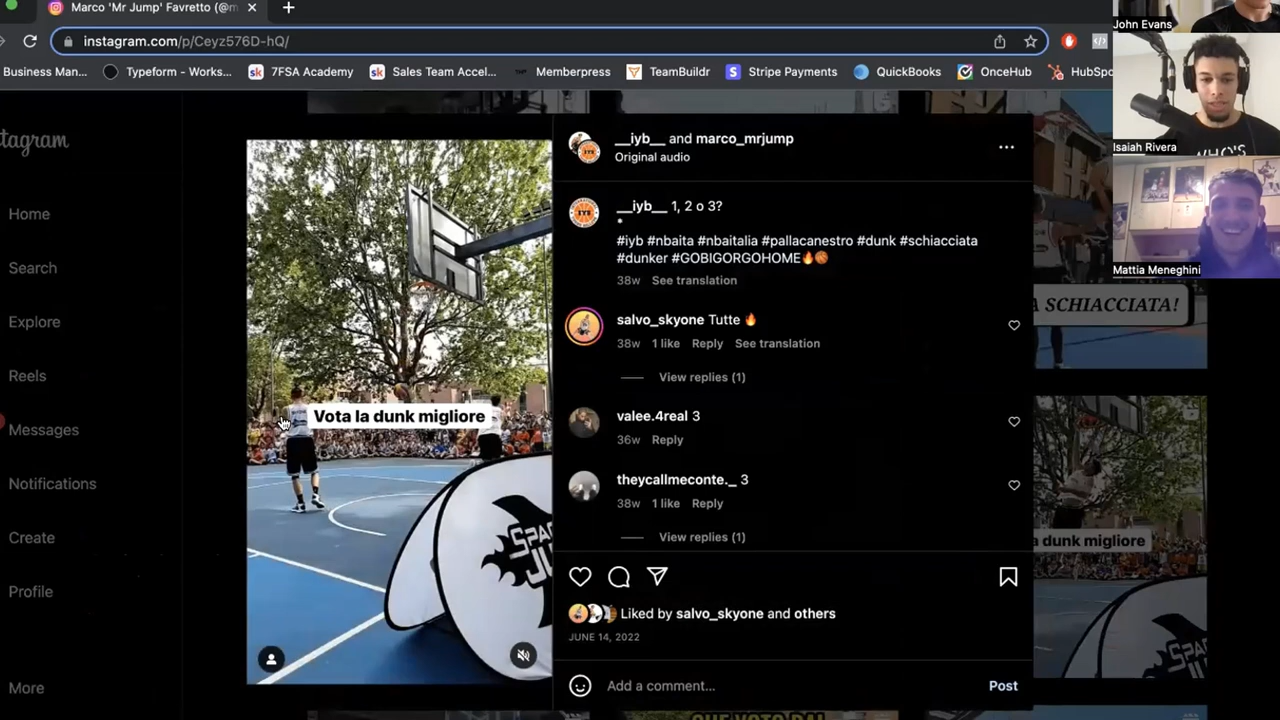 Marco 'Mr Jump' Favretto (@m
instagram.com/p/Ceyz576D-hQ/
Business Man...
Typeform - Works...
sk 7FSA Academy
sk Sales Team Accel...
Memberpress
TeamBuildr
S Stripe Payments
QuickBooks
OnceHub
HubSpo
John Evans
Isaiah Rivera
WHO'S
Mattia Meneghini
stagram
Home
Search
Explore
Reels
Messages
Notifications
Create
Profile
More
Vota la dunk migliore
__iyb__ and marco_mrjump
Original audio
__iyb__ 1, 2 o 3?
*
#iyb #nbaita #nbaitalia #pallacanestro #dunk #schiacciata
#dunker #GOBIGORGOHOME🔥🏀
38w See translation
salvo_skyone Tutte 🔥
38w 1 like Reply See translation
View replies (1)
valee.4real 3
36w Reply
theycallmeconte._ 3
38w 1 like Reply
View replies (1)
Liked by salvo_skyone and others
JUNE 14, 2022
Add a comment...
Post
A SCHIACCIATA!
a dunk migliore